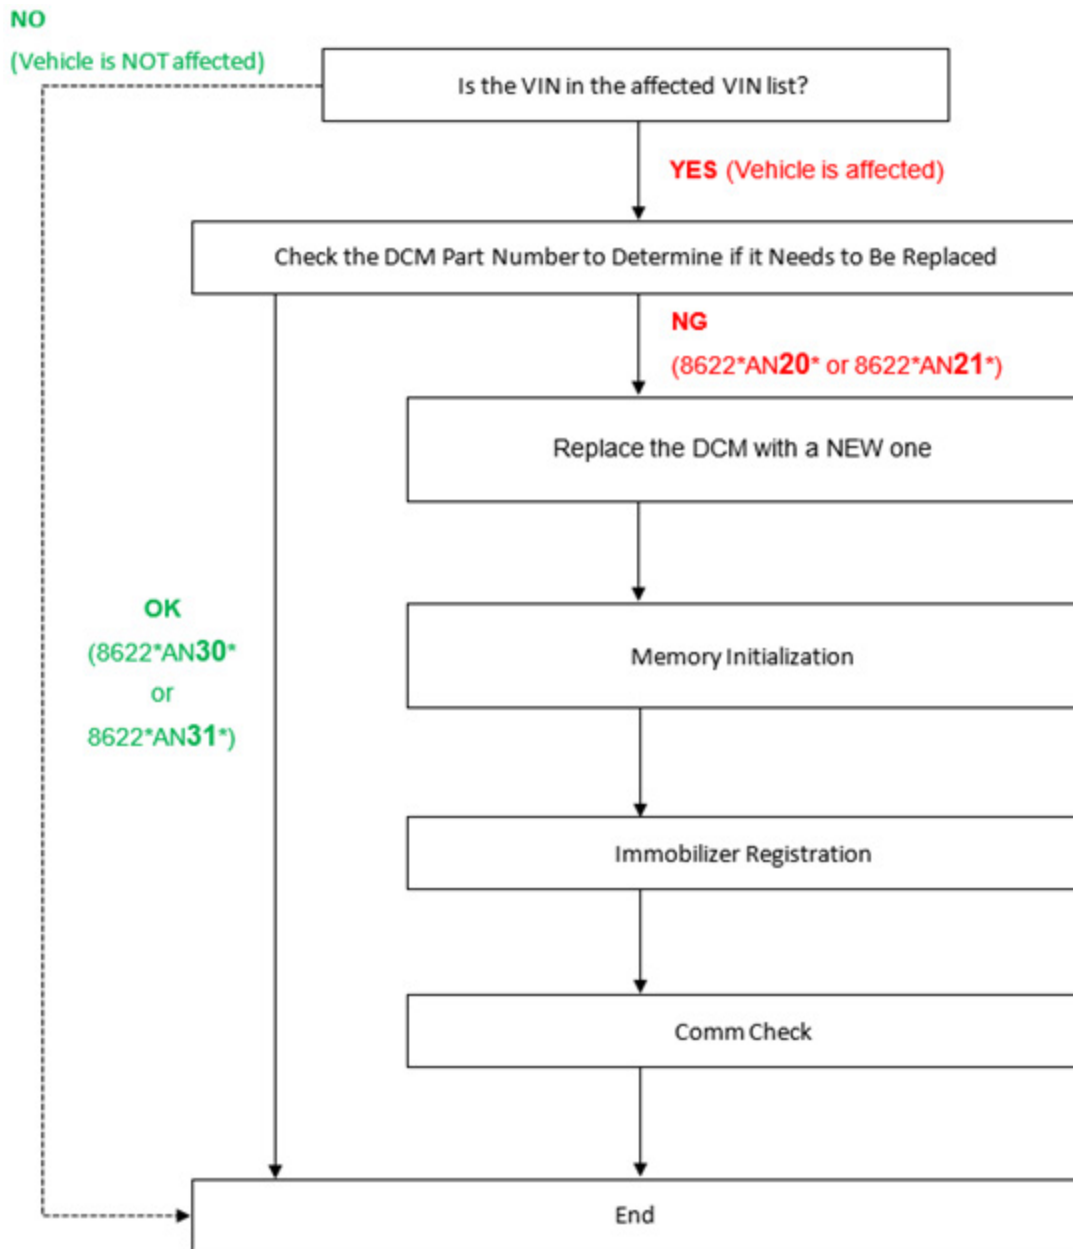 NO
(Vehicle is NOT affected)
Is the VIN in the affected VIN list?
YES (Vehicle is affected)
Check the DCM Part Number to Determine if it Needs to Be Replaced
NG
(8622*AN20* or 8622*AN21*)
Replace the DCM with a NEW one
OK
(8622*AN30*
or
8622*AN31*)
Memory Initialization
Immobilizer Registration
Comm Check
End